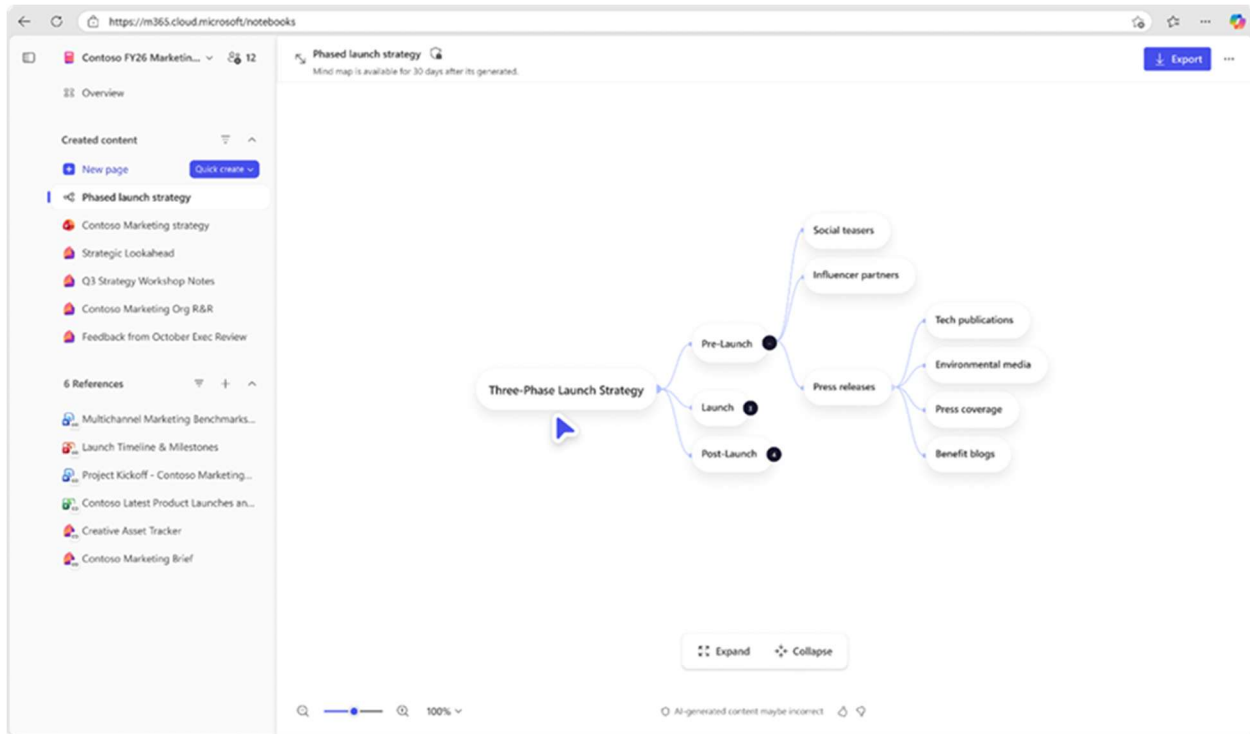 https://m365.cloud.microsoft/notebooks
Contoso FY26 Marketin...
12
Overview
Created content
New page
Quick create
Phased launch strategy
Contoso Marketing strategy
Strategic Lookahead
Q3 Strategy Workshop Notes
Contoso Marketing Org R&R
Feedback from October Exec Review
6 References
Multichannel Marketing Benchmarks...
Launch Timeline & Milestones
Project Kickoff - Contoso Marketing...
Contoso Latest Product Launches an...
Creative Asset Tracker
Contoso Marketing Brief
Phased launch strategy
Mind map is available for 30 days after its generated.
Export
Three-Phase Launch Strategy
Pre-Launch
Launch
Post-Launch
4
Social teasers
Influencer partners
Press releases
Tech publications
Environmental media
Press coverage
Benefit blogs
Expand
Collapse
100%
AI-generated content maybe incorrect